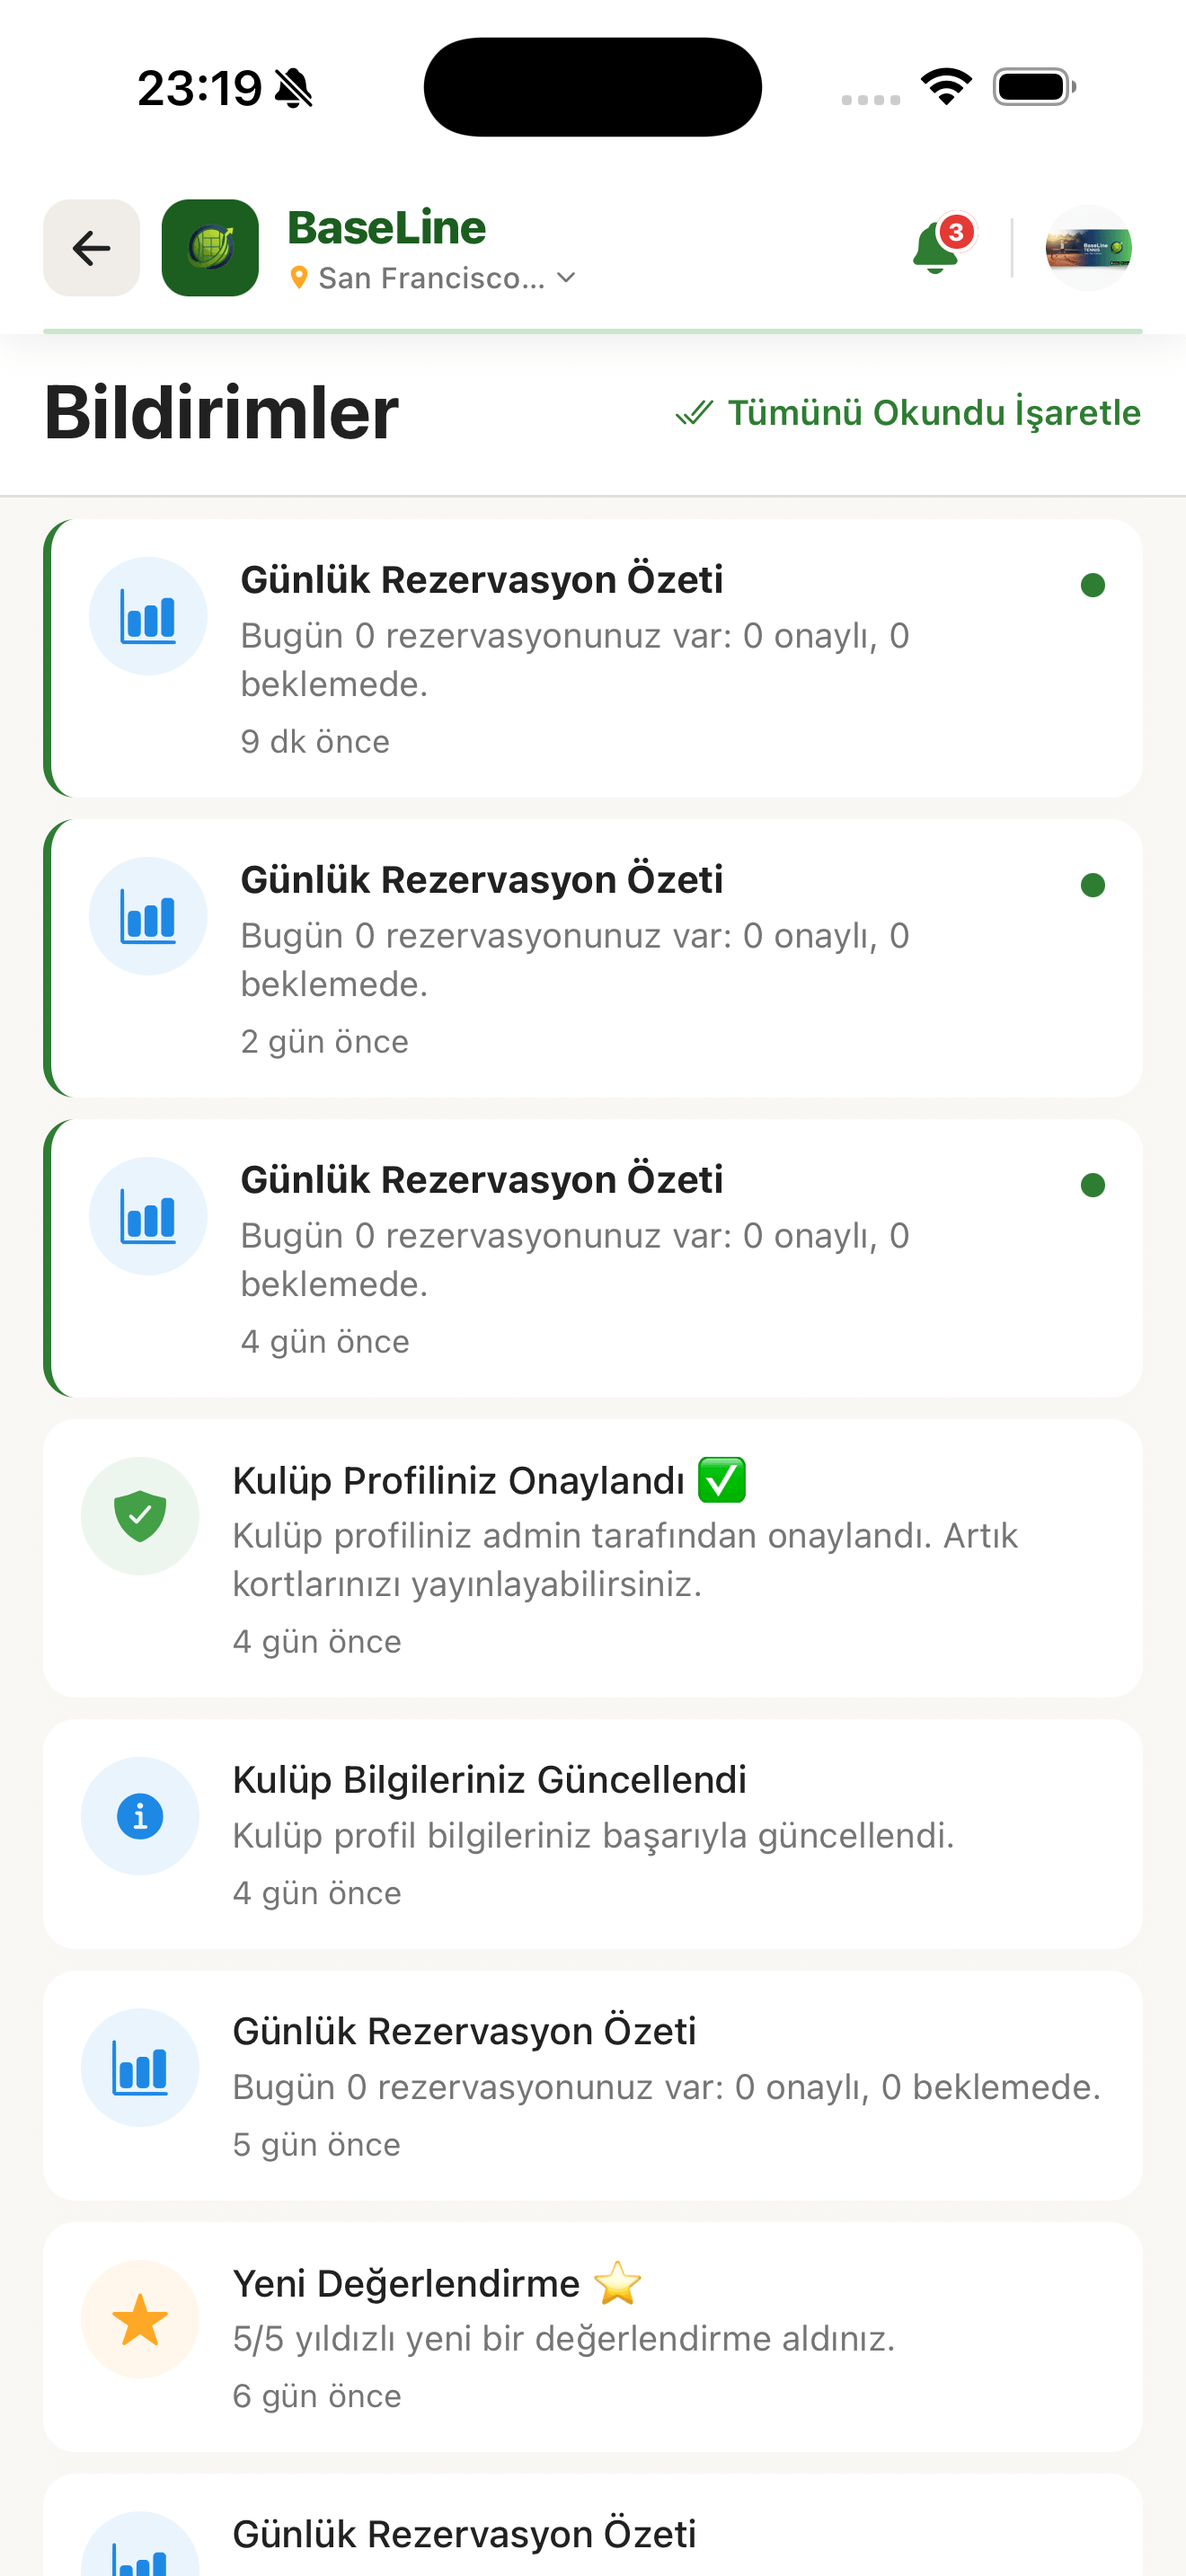 23:19
BaseLine
San Francisco...
3
Bildirimler
Tümünü Okundu İşaretle
Günlük Rezervasyon Özeti
Bugün 0 rezervasyonunuz var: 0 onaylı, 0
beklemede.
9 dk önce
Günlük Rezervasyon Özeti
Bugün 0 rezervasyonunuz var: 0 onaylı, 0
beklemede.
2 gün önce
Günlük Rezervasyon Özeti
Bugün 0 rezervasyonunuz var: 0 onaylı, 0
beklemede.
4 gün önce
Kulüp Profiliniz Onaylandı ✅
Kulüp profiliniz admin tarafından onaylandı. Artık
kortlarınızı yayınlayabilirsiniz.
4 gün önce
Kulüp Bilgileriniz Güncellendi
Kulüp profil bilgileriniz başarıyla güncellendi.
4 gün önce
Günlük Rezervasyon Özeti
Bugün 0 rezervasyonunuz var: 0 onaylı, 0 beklemede.
5 gün önce
Yeni Değerlendirme ⭐
5/5 yıldızlı yeni bir değerlendirme aldınız.
6 gün önce
Günlük Rezervasyon Özeti